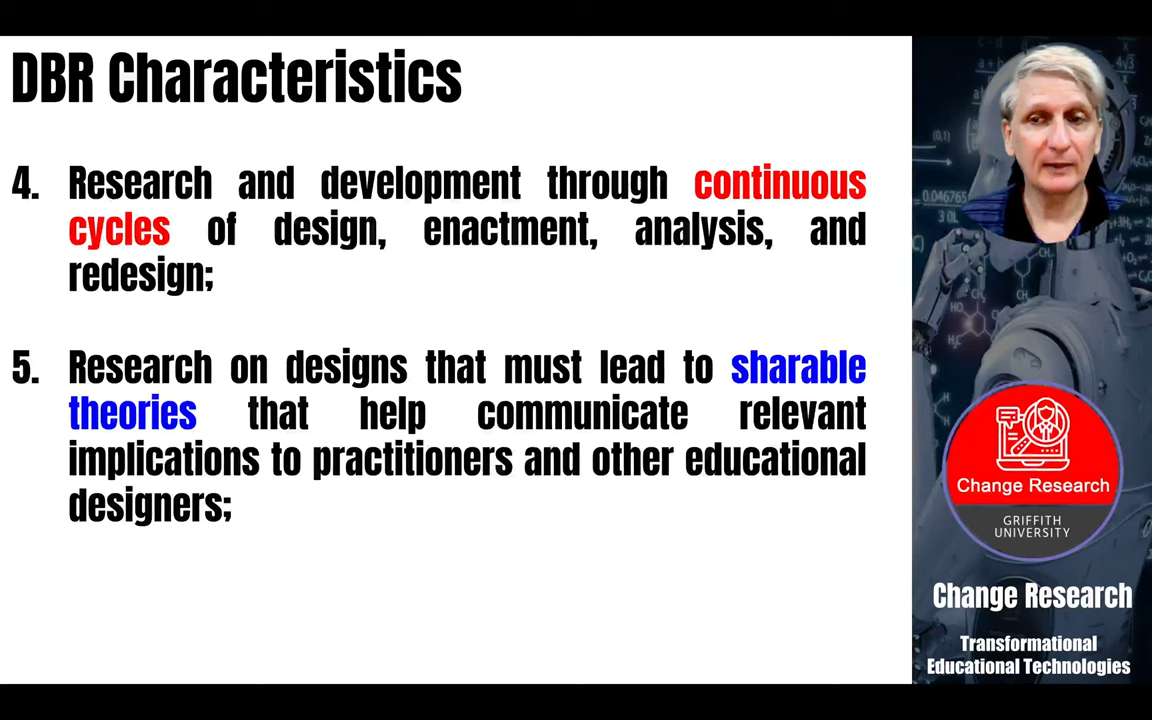 DBR Characteristics
4. Research and development through continuous
cycles of design, enactment, analysis, and
redesign;
5. Research on designs that must lead to sharable
theories that help communicate relevant
implications to practitioners and other educational
designers;
Change Research
GRIFFITH
UNIVERSITY
Change Research
Transformational
Educational Technologies